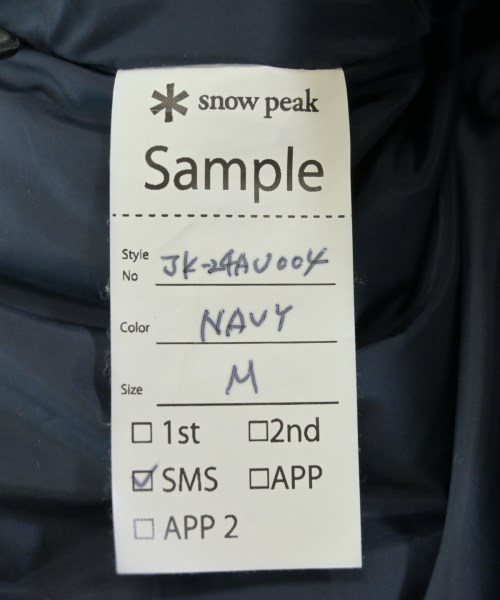 snow peak
Sample
Style No JK-24AU004
Color NAVY
Size M
☐ 1st ☐ 2nd
☑ SMS ☐ APP
☐ APP 2